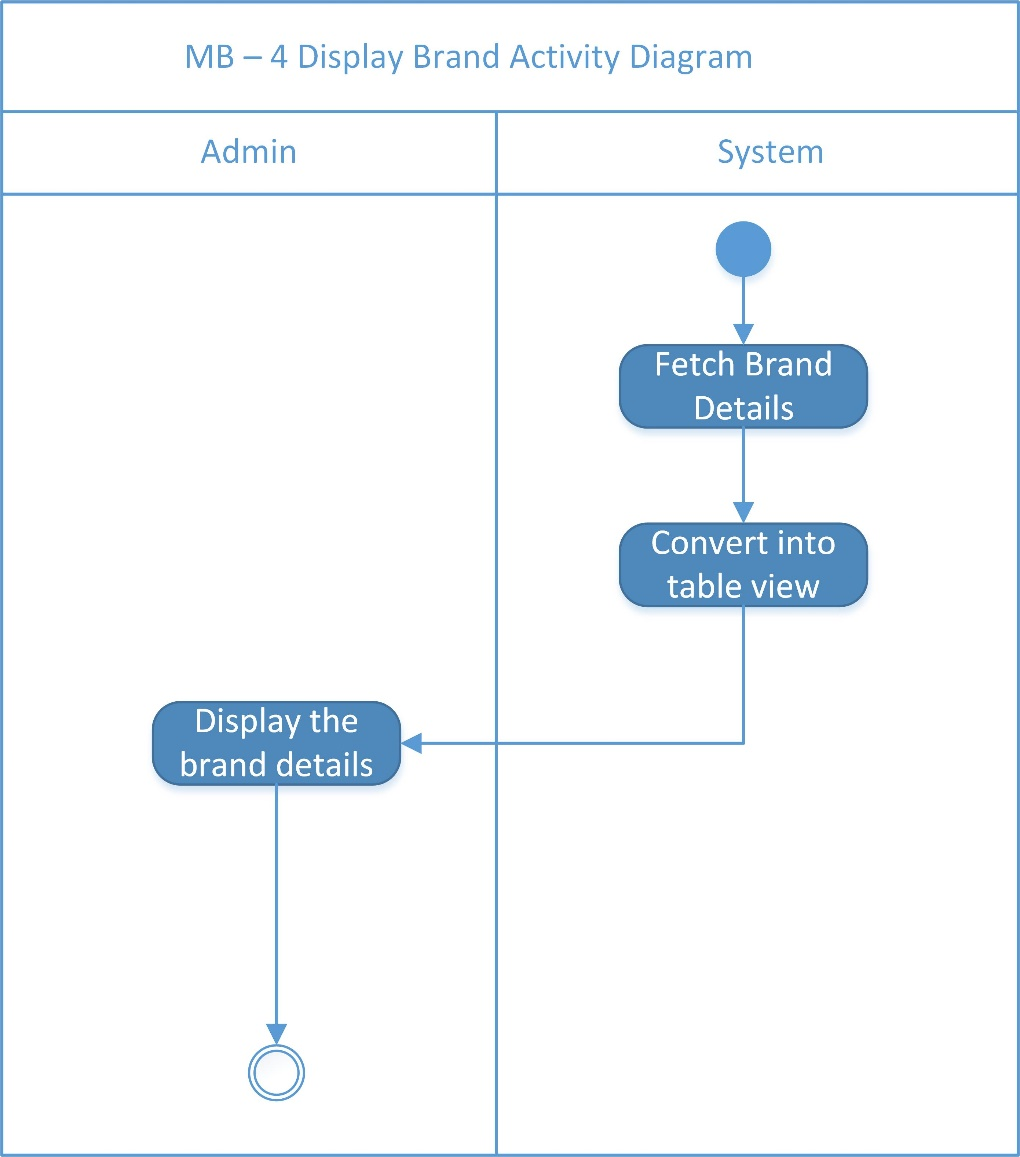 MB – 4 Display Brand Activity Diagram
Admin
System
Fetch Brand
Details
Convert into
table view
Display the
brand details